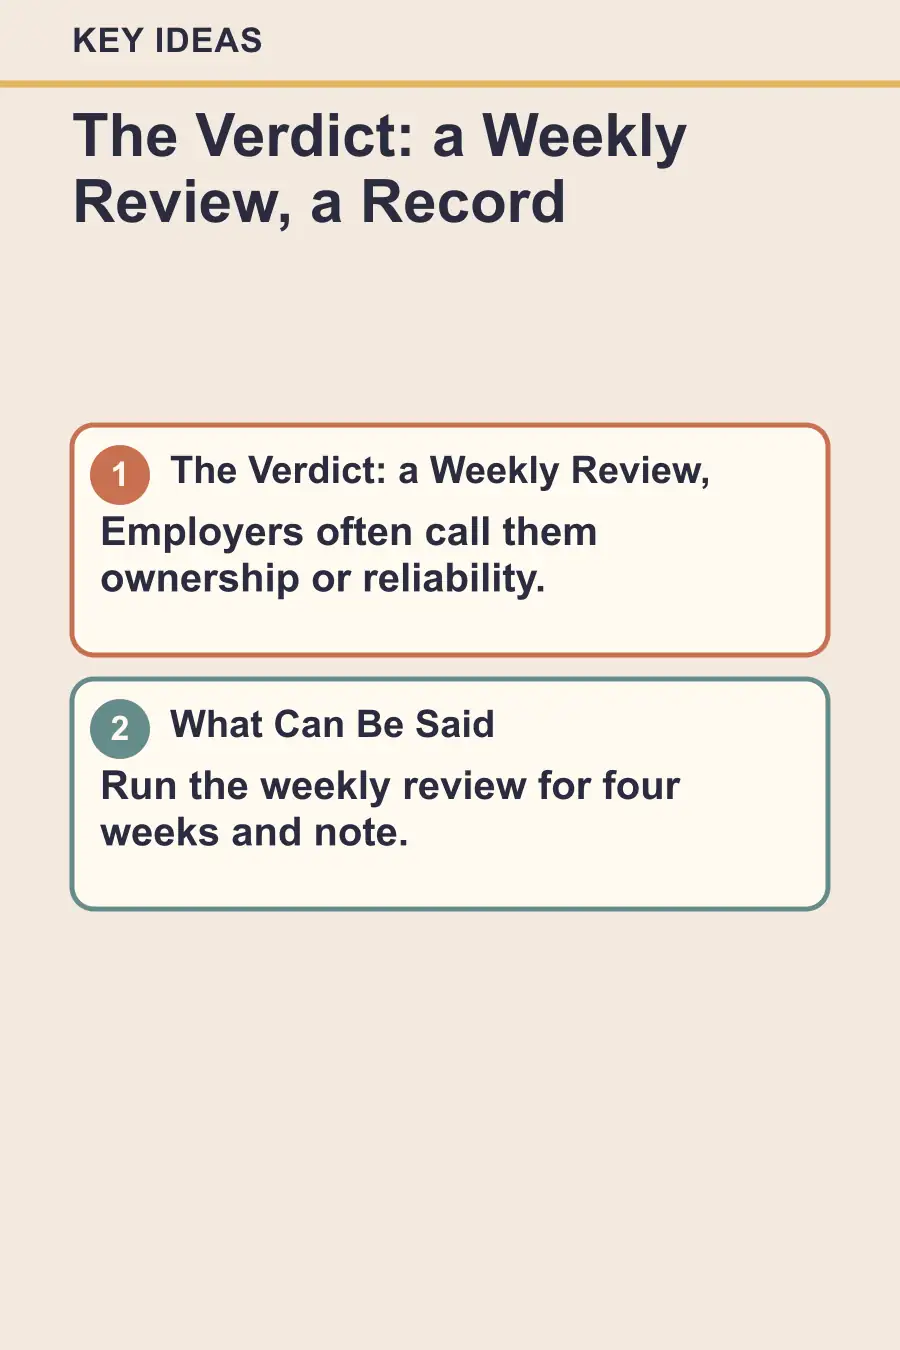 KEY IDEAS
The Verdict: a Weekly
Review, a Record
1 The Verdict: a Weekly Review,
Employers often call them
ownership or reliability.
2 What Can Be Said
Run the weekly review for four
weeks and note.